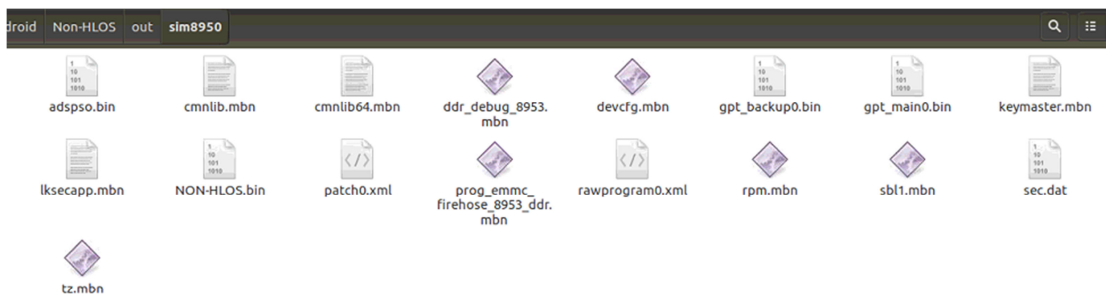 droid Non-HLOS out sim8950
adspso.bin cmnlib.mbn cmnlib64.mbn ddr_debug_8953. devcfg.mbn gpt_backup0.bin gpt_main0.bin keymaster.mbn
mbn
lksecapp.mbn NON-HLOS.bin patch0.xml prog_emmc_ rawprogram0.xml rpm.mbn sbl1.mbn sec.dat
firehose_8953_ddr.
mbn
tz.mbn